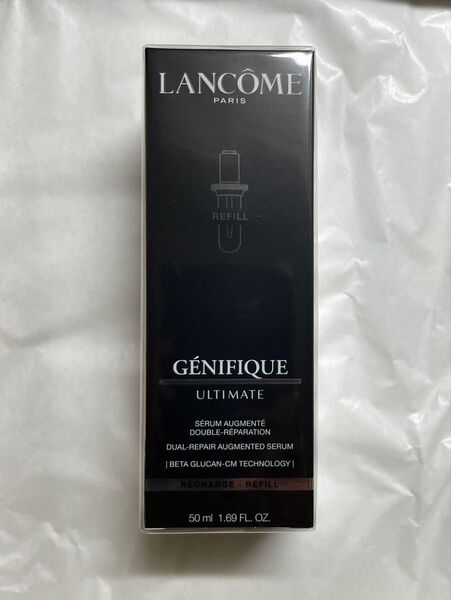 LANCÔME
PARIS
REFILL
GÉNIFIQUE
ULTIMATE
SÉRUM AUGMENTÉ
DOUBLE-RÉPARATION
DUAL-REPAIR AUGMENTED SERUM
| BETA GLUCAN-CM TECHNOLOGY |
RECHARGE - REFILL
50 ml 1.69 FL. OZ.